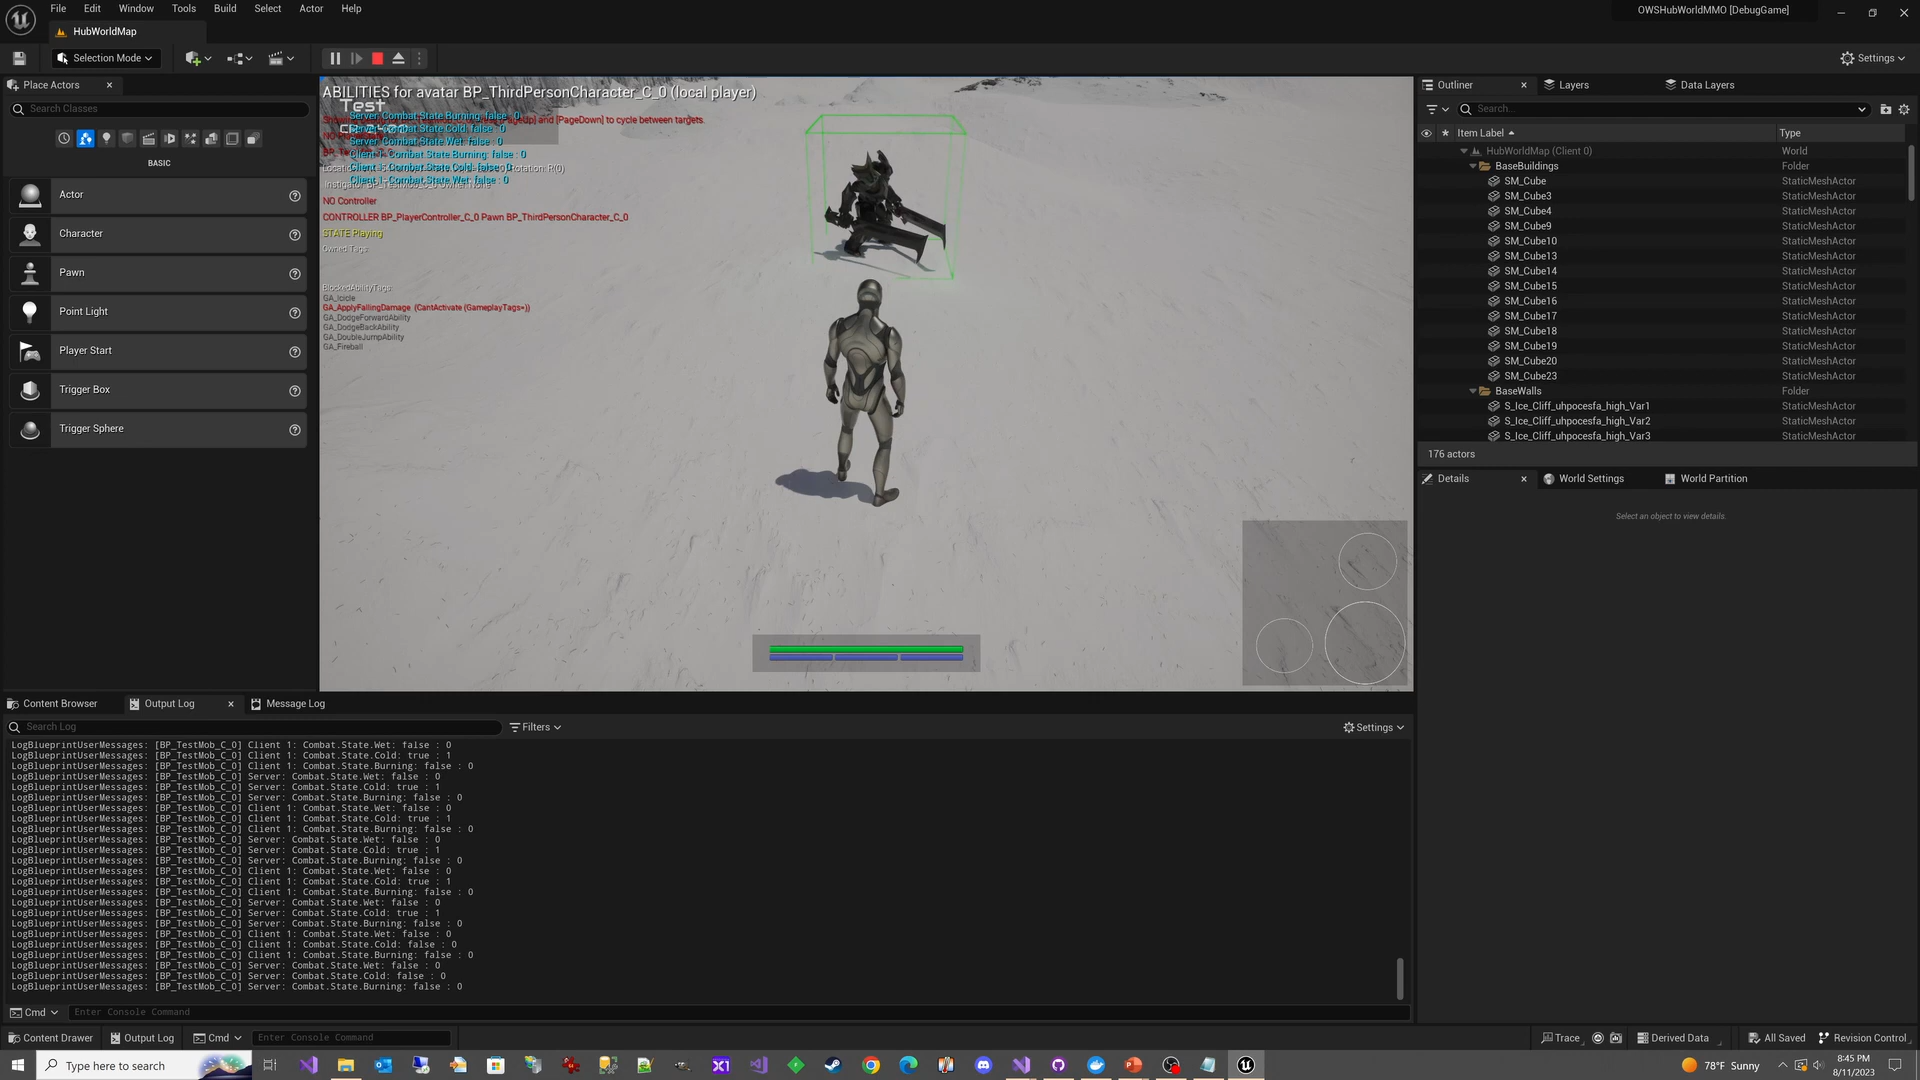 File Edit Window Tools Build Select Actor Help
OWSHubWorldMMO [DebugGame]
HubWorldMap
Selection Mode
Settings
Place Actors
Search Classes
BASIC
Actor
Character
Pawn
Point Light
Player Start
Trigger Box
Trigger Sphere
ABILITIES for avatar BP_ThirdPersonCharacter_C_0 (local player)
Test
Server: Combat.State.Burning: false : 0
and [PageDown] to cycle between targets.
Server: Combat.State.Cold: false : 0
Server: Combat.State.Wet: false : 0
Client 1: Combat.State.Burning: false : 0
Client 1: Combat.State.Cold: false : 0
Client 1: Combat.State.Wet: false : 0
NO Controller
CONTROLLER BP_PlayerController_C_0 Pawn BP_ThirdPersonCharacter_C_0
STATE Playing
Owned Tags:
BlockedAbilityTags:
GA_Icicle
GA_ApplyFallingDamage (CantActivate (GameplayTags=))
GA_DodgeForwardAbility
GA_DodgeBackAbility
GA_DoubleJumpAbility
GA_Fireball
Outliner Layers Data Layers
Search...
Item Label Type
HubWorldMap (Client 0) World
BaseBuildings Folder
SM_Cube StaticMeshActor
SM_Cube3 StaticMeshActor
SM_Cube4 StaticMeshActor
SM_Cube9 StaticMeshActor
SM_Cube10 StaticMeshActor
SM_Cube13 StaticMeshActor
SM_Cube14 StaticMeshActor
SM_Cube15 StaticMeshActor
SM_Cube16 StaticMeshActor
SM_Cube17 StaticMeshActor
SM_Cube18 StaticMeshActor
SM_Cube19 StaticMeshActor
SM_Cube20 StaticMeshActor
SM_Cube23 StaticMeshActor
BaseWalls Folder
S_Ice_Cliff_uhpocesfa_high_Var1 StaticMeshActor
S_Ice_Cliff_uhpocesfa_high_Var2 StaticMeshActor
S_Ice_Cliff_uhpocesfa_high_Var3 StaticMeshActor
176 actors
Details World Settings World Partition
Select an object to view details.
Content Browser Output Log Message Log
Search Log Filters Settings
LogBlueprintUserMessages: [BP_TestMob_C_0] Client 1: Combat.State.Wet: false : 0
LogBlueprintUserMessages: [BP_TestMob_C_0] Client 1: Combat.State.Cold: true : 1
LogBlueprintUserMessages: [BP_TestMob_C_0] Client 1: Combat.State.Burning: false : 0
LogBlueprintUserMessages: [BP_TestMob_C_0] Server: Combat.State.Wet: false : 0
LogBlueprintUserMessages: [BP_TestMob_C_0] Server: Combat.State.Cold: true : 1
LogBlueprintUserMessages: [BP_TestMob_C_0] Server: Combat.State.Burning: false : 0
LogBlueprintUserMessages: [BP_TestMob_C_0] Client 1: Combat.State.Wet: false : 0
LogBlueprintUserMessages: [BP_TestMob_C_0] Client 1: Combat.State.Cold: true : 1
LogBlueprintUserMessages: [BP_TestMob_C_0] Client 1: Combat.State.Burning: false : 0
LogBlueprintUserMessages: [BP_TestMob_C_0] Server: Combat.State.Wet: false : 0
LogBlueprintUserMessages: [BP_TestMob_C_0] Server: Combat.State.Cold: true : 1
LogBlueprintUserMessages: [BP_TestMob_C_0] Server: Combat.State.Burning: false : 0
LogBlueprintUserMessages: [BP_TestMob_C_0] Client 1: Combat.State.Wet: false : 0
LogBlueprintUserMessages: [BP_TestMob_C_0] Client 1: Combat.State.Cold: true : 1
LogBlueprintUserMessages: [BP_TestMob_C_0] Client 1: Combat.State.Burning: false : 0
LogBlueprintUserMessages: [BP_TestMob_C_0] Server: Combat.State.Wet: false : 0
LogBlueprintUserMessages: [BP_TestMob_C_0] Server: Combat.State.Cold: true : 1
LogBlueprintUserMessages: [BP_TestMob_C_0] Server: Combat.State.Burning: false : 0
LogBlueprintUserMessages: [BP_TestMob_C_0] Client 1: Combat.State.Wet: false : 0
LogBlueprintUserMessages: [BP_TestMob_C_0] Client 1: Combat.State.Cold: false : 0
LogBlueprintUserMessages: [BP_TestMob_C_0] Client 1: Combat.State.Burning: false : 0
LogBlueprintUserMessages: [BP_TestMob_C_0] Server: Combat.State.Wet: false : 0
LogBlueprintUserMessages: [BP_TestMob_C_0] Server: Combat.State.Cold: false : 0
LogBlueprintUserMessages: [BP_TestMob_C_0] Server: Combat.State.Burning: false : 0
Cmd Enter Console Command
Content Drawer Output Log Cmd Enter Console Command Trace Derived Data All Saved Revision Control
Type here to search
78°F Sunny
8:45 PM
8/11/2023